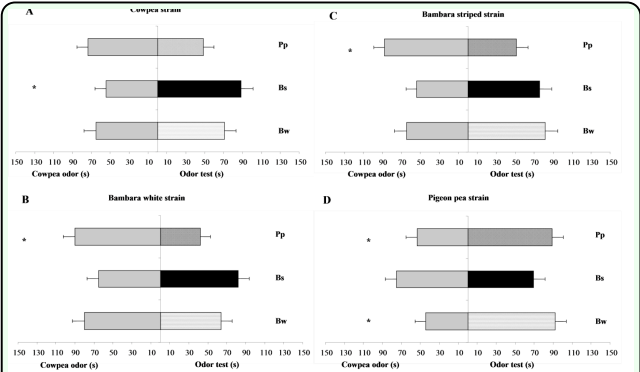 A Cowpea strain
Pp
* Bs
Bw
150 130 110 90 70 50 30 10 10 30 50 70 90 110 130 150
Cowpea odor (s) Odor test (s)
C Bambara striped strain
* Pp
Bs
Bw
150 130 110 90 70 50 30 10 10 30 50 70 90 110 130 150
Cowpea odor (s) Odor test (s)
B Bambara white strain
* Pp
Bs
Bw
150 130 110 90 70 50 30 10 10 30 50 70 90 110 130 150
Cowpea odor (s) Odor test (s)
D Pigeon pea strain
* Pp
Bs
* Bw
150 130 110 90 70 50 30 10 10 30 50 70 90 110 130 150
Cowpea odor (s) Odor test (s)